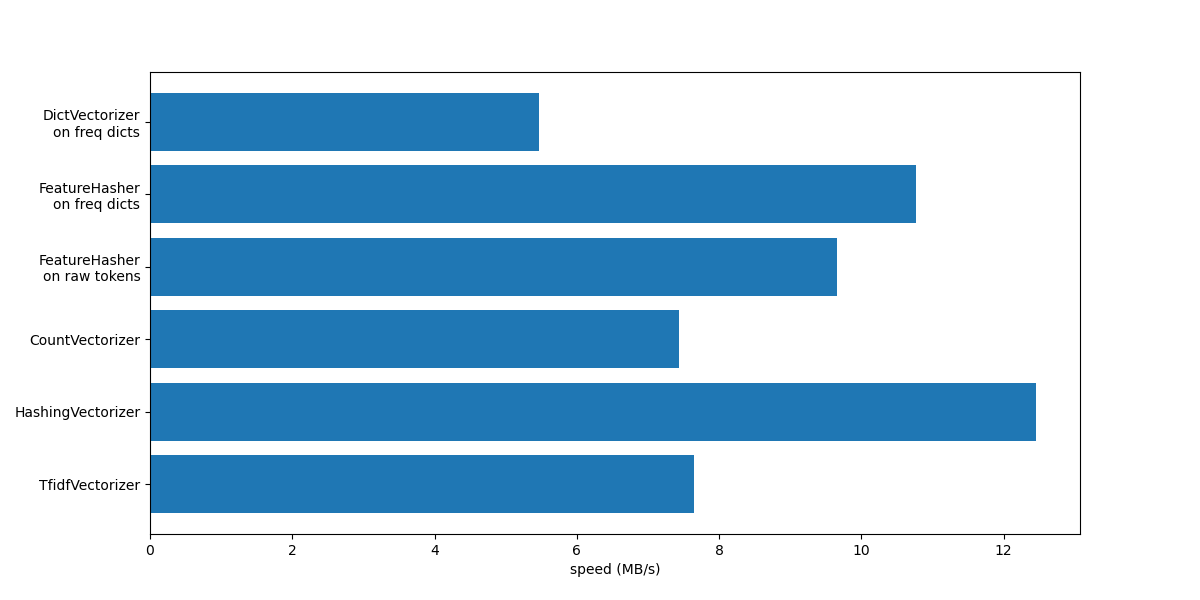 DictVectorizer
on freq dicts
FeatureHasher
on freq dicts
FeatureHasher
on raw tokens
CountVectorizer
HashingVectorizer
TfidfVectorizer
0 2 4 6 8 10 12
speed (MB/s)